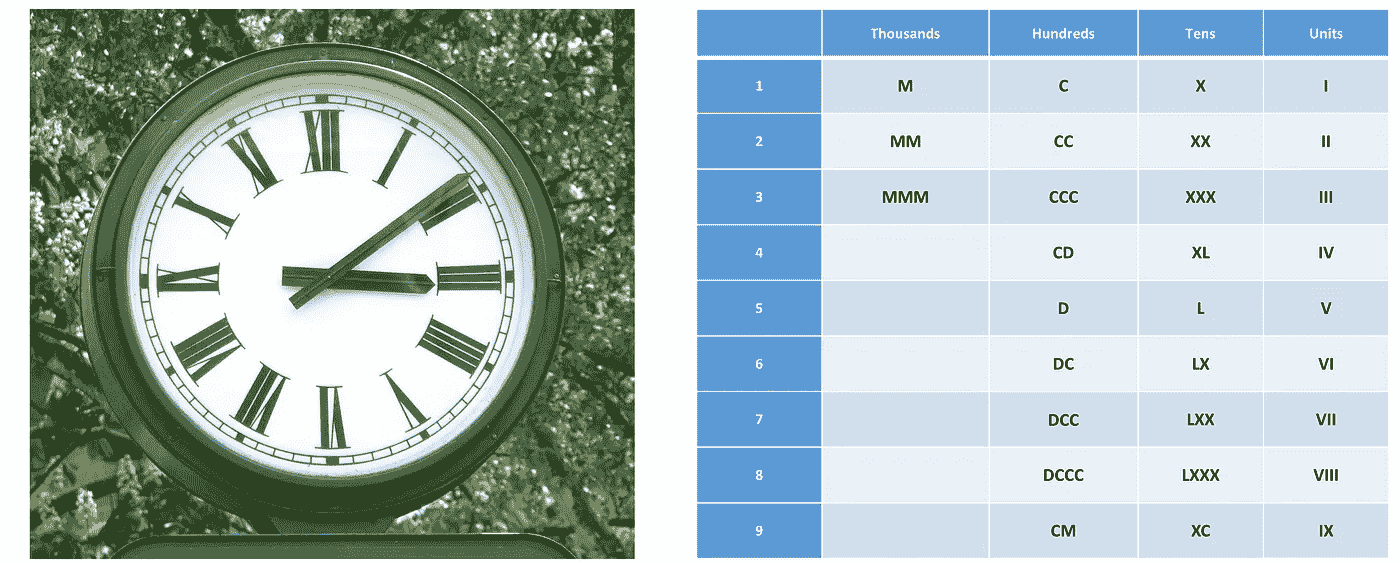 XII
I
II
III
IIII
V
VI
VII
VIII
IX
X
XI
Thousands Hundreds Tens Units
1 M C X I
2 MM CC XX II
3 MMM CCC XXX III
4 CD XL IV
5 D L V
6 DC LX VI
7 DCC LXX VII
8 DCCC LXXX VIII
9 CM XC IX